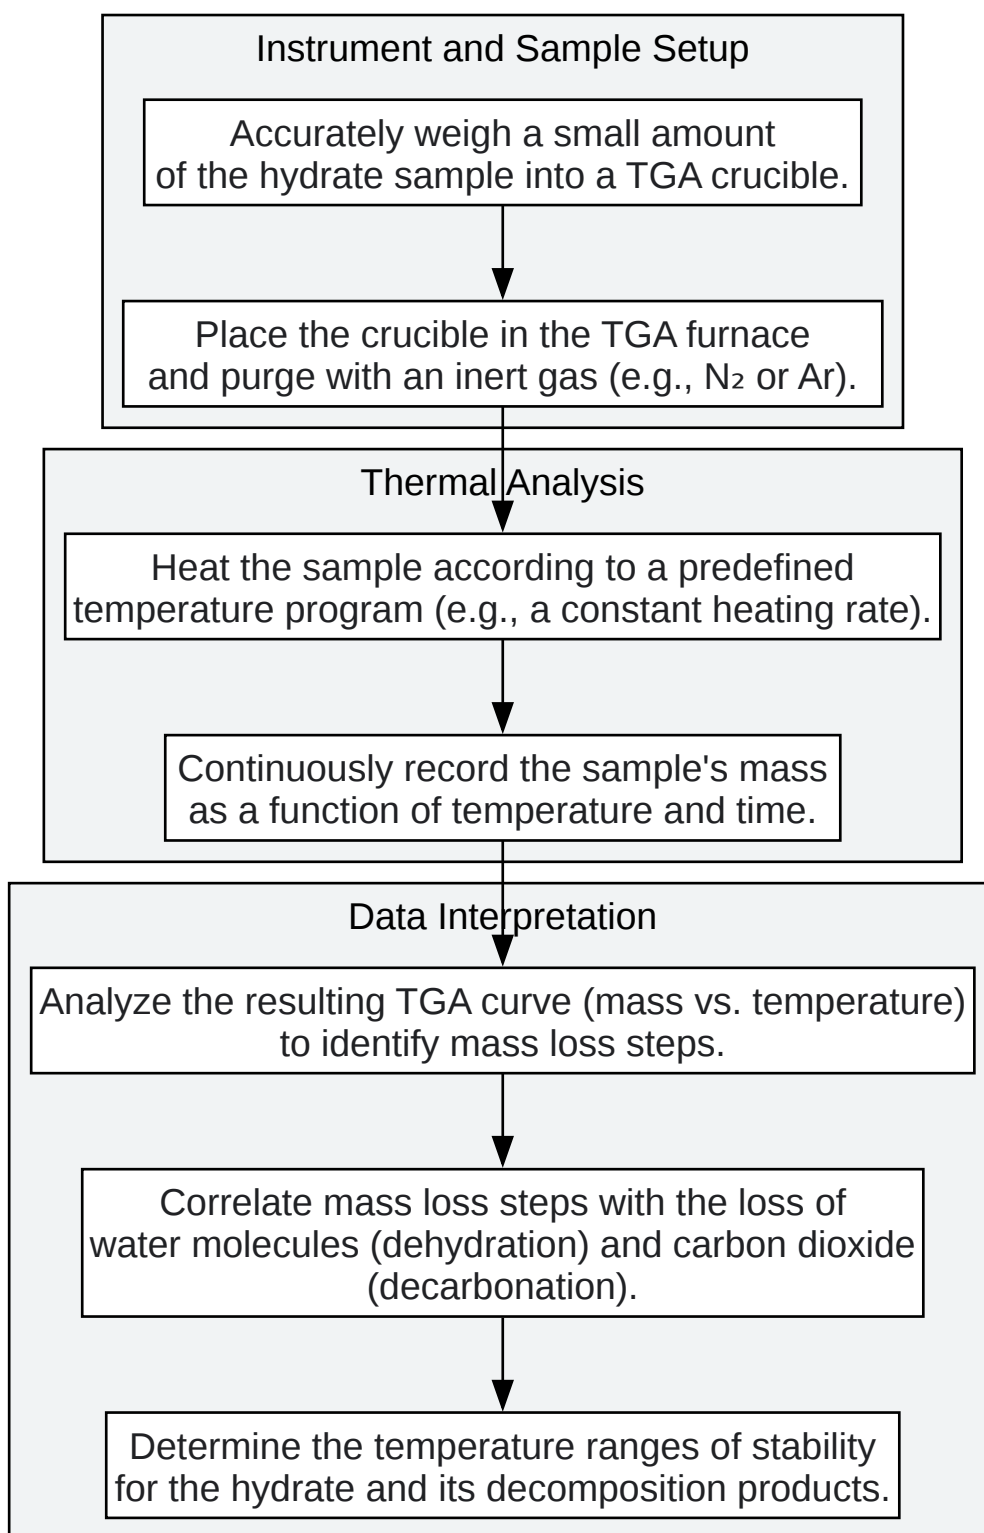 Instrument and Sample Setup
Accurately weigh a small amount
of the hydrate sample into a TGA crucible.
Place the crucible in the TGA furnace
and purge with an inert gas (e.g., N₂ or Ar).
Thermal Analysis
Heat the sample according to a predefined
temperature program (e.g., a constant heating rate).
Continuously record the sample's mass
as a function of temperature and time.
Data Interpretation
Analyze the resulting TGA curve (mass vs. temperature)
to identify mass loss steps.
Correlate mass loss steps with the loss of
water molecules (dehydration) and carbon dioxide
(decarbonation).
Determine the temperature ranges of stability
for the hydrate and its decomposition products.